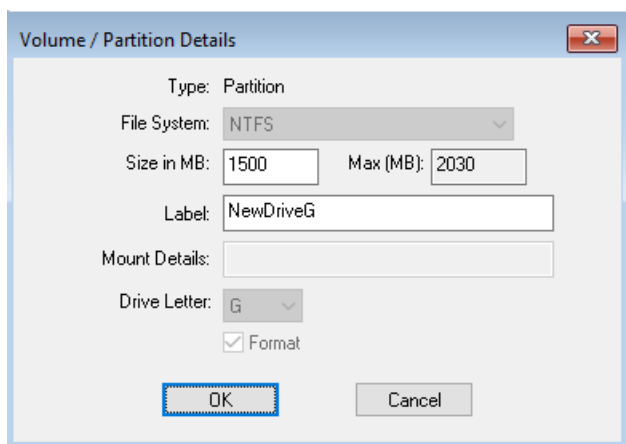 Volume / Partition Details
Type: Partition
File System: NTFS
Size in MB: 1500 Max (MB): 2030
Label: NewDriveG
Mount Details:
Drive Letter: G
Format
OK Cancel